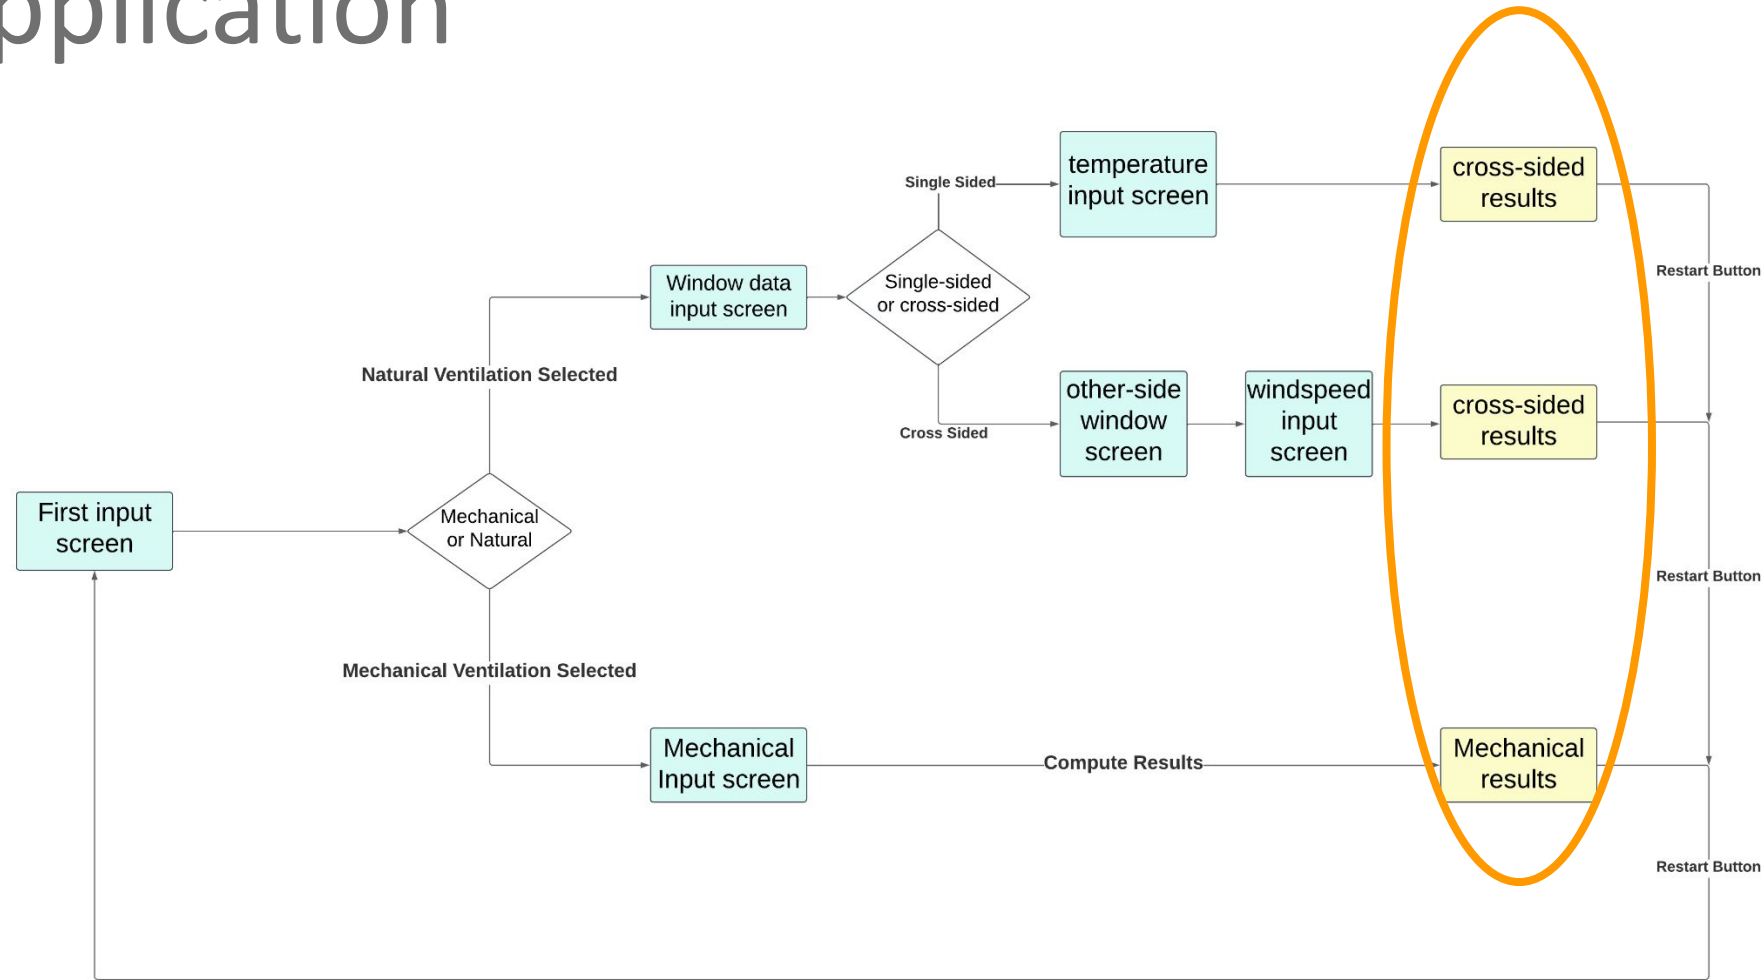 pplication
temperature
input screen
cross-sided
results
Single Sided
Restart Button
Window data
input screen
Single-sided
or cross-sided
Natural Ventilation Selected
other-side
window
screen
windspeed
input
screen
cross-sided
results
Cross Sided
First input
screen
Mechanical
or Natural
Restart Button
Mechanical Ventilation Selected
Mechanical
Input screen
Compute Results
Mechanical
results
Restart Button